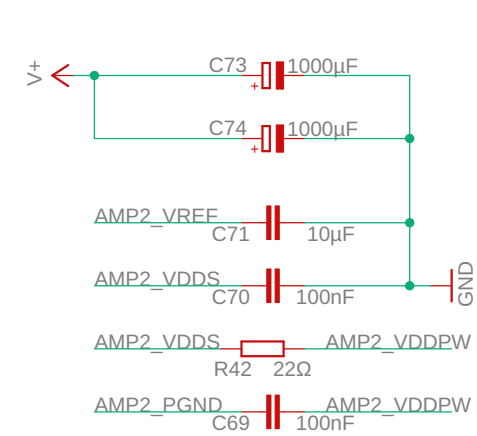 V+
C73 1000µF
+
C74 1000µF
+
AMP2_VREF
C71 10µF
AMP2_VDDS
C70 100nF
GND
AMP2_VDDS AMP2_VDDPW
R42 22Ω
AMP2_PGND AMP2_VDDPW
C69 100nF